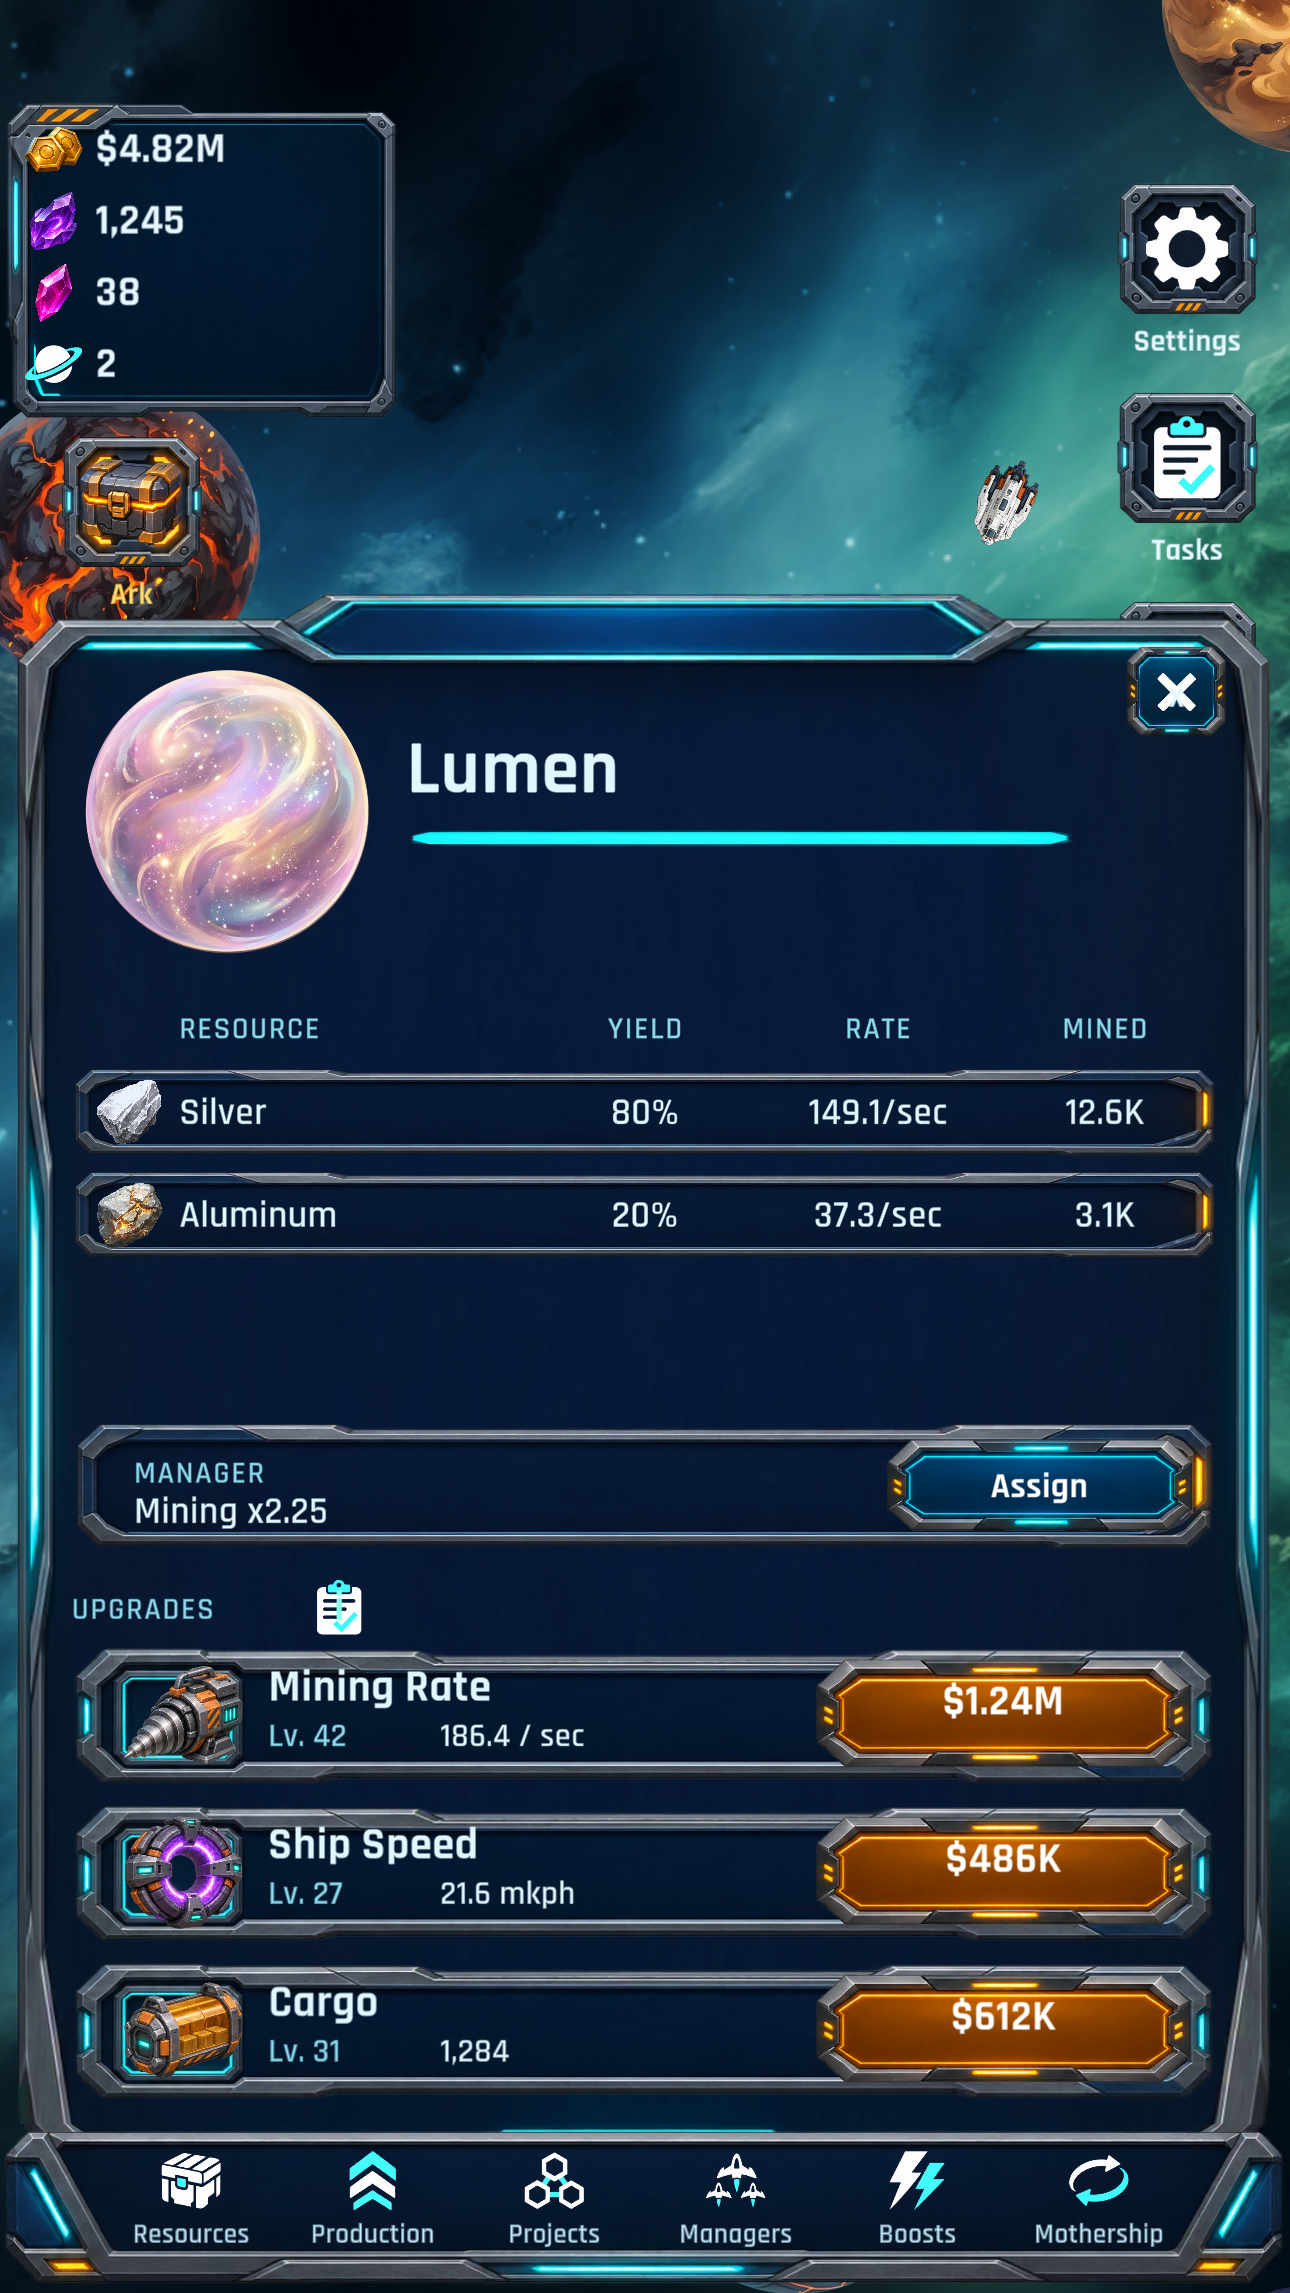 $4.82M
1,245
38
2
Settings
Tasks
Ark
Lumen
RESOURCE YIELD RATE MINED
Silver 80% 149.1/sec 12.6K
Aluminum 20% 37.3/sec 3.1K
MANAGER
Mining x2.25
Assign
UPGRADES
Mining Rate
Lv. 42 186.4 / sec
$1.24M
Ship Speed
Lv. 27 21.6 mkph
$486K
Cargo
Lv. 31 1,284
$612K
Resources Production Projects Managers Boosts Mothership